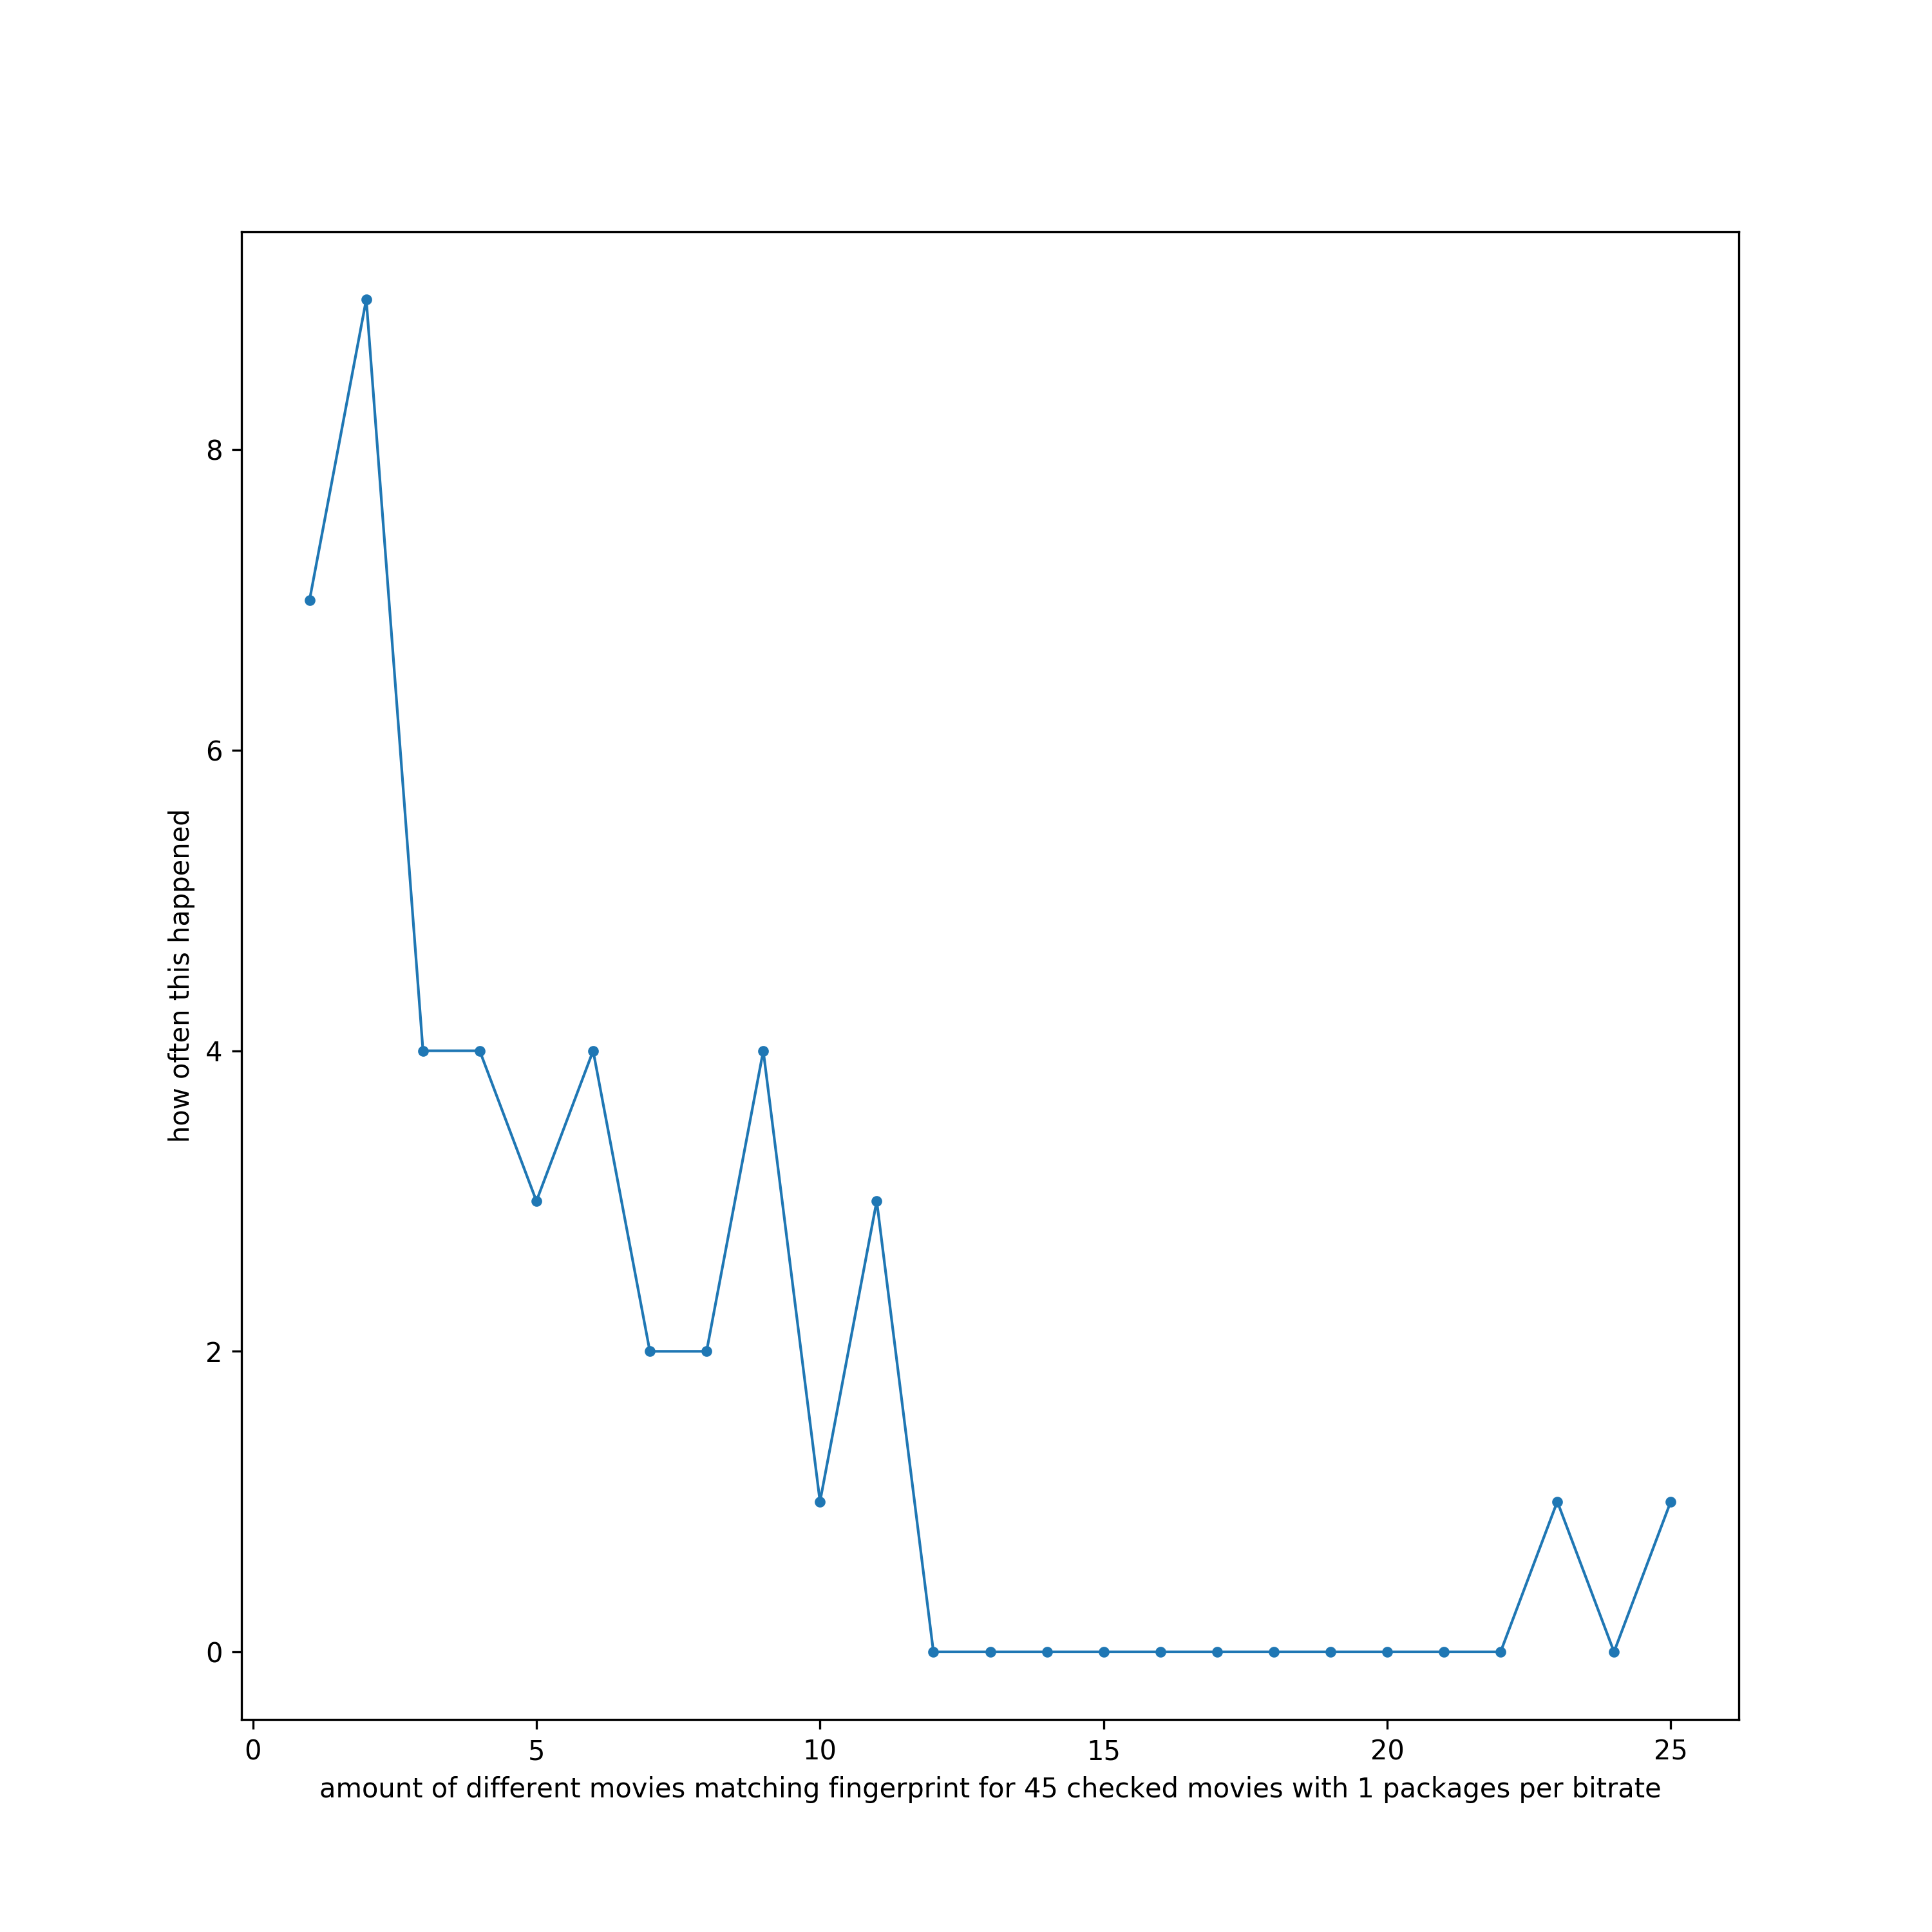 8
6
4
2
0
how often this happened
0 5 10 15 20 25
amount of different movies matching fingerprint for 45 checked movies with 1 packages per bitrate